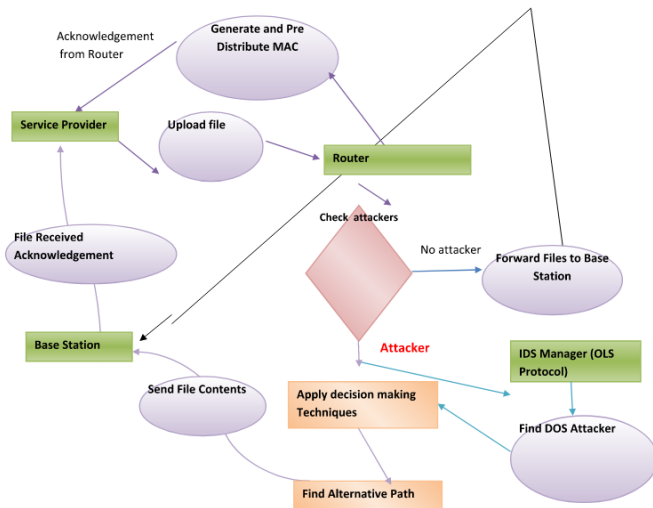 Generate and Pre
Distribute MAC
Acknowledgement
from Router
Service Provider
Upload file
Router
Check attackers
No attacker
File Received
Acknowledgement
Forward Files to Base
Station
Base Station
Attacker
IDS Manager (OLS
Protocol)
Send File Contents
Apply decision making
Techniques
Find DOS Attacker
Find Alternative Path